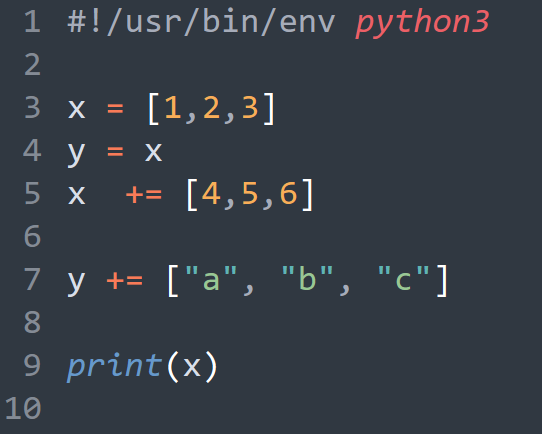 1 #!/usr/bin/env python3
2
3 x = [1,2,3]
4 y = x
5 x  += [4,5,6]
6
7 y += ["a", "b", "c"]
8
9 print(x)
10